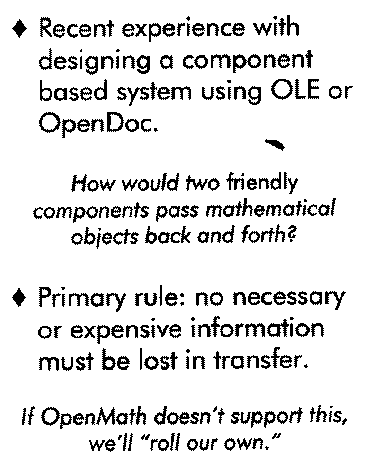 ♦ Recent experience with
designing a component
based system using OLE or
OpenDoc.
How would two friendly
components pass mathematical
objects back and forth?
♦ Primary rule: no necessary
or expensive information
must be lost in transfer.
If OpenMath doesn't support this,
we'll "roll our own."